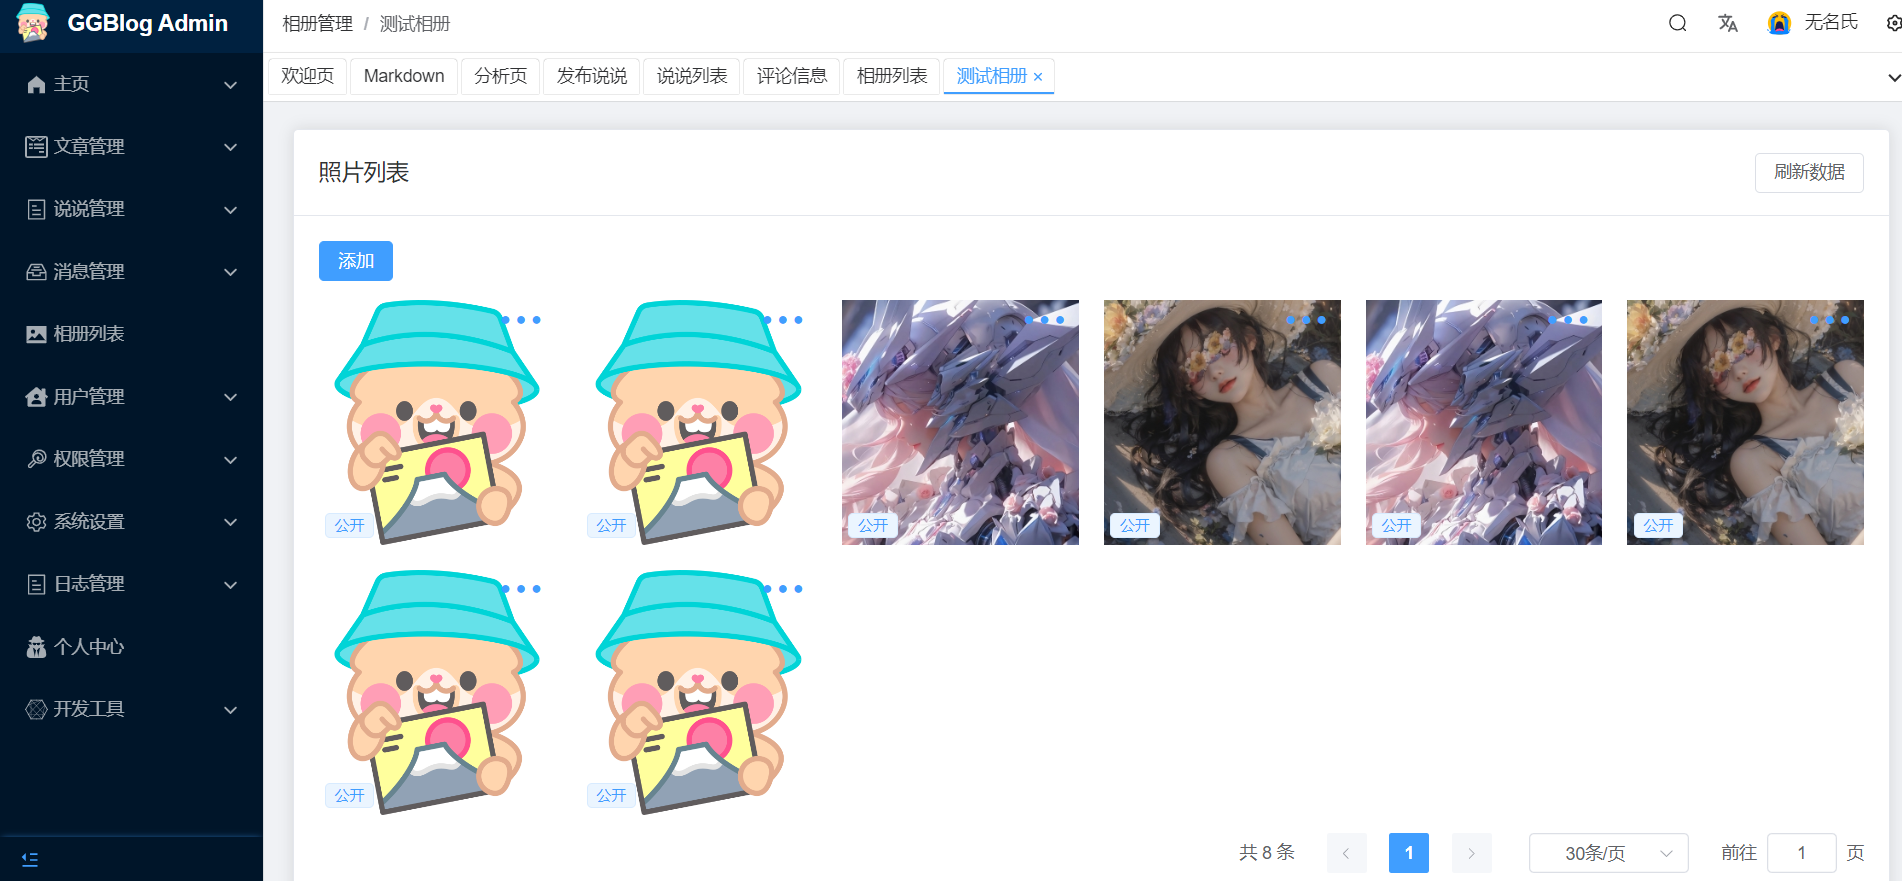 GGBlog Admin
相册管理 / 测试相册
无名氏
欢迎页 Markdown 分析页 发布说说 说说列表 评论信息 相册列表 测试相册 ×
主页
文章管理
说说管理
消息管理
相册列表
用户管理
权限管理
系统设置
日志管理
个人中心
开发工具
照片列表
刷新数据
添加
公开 公开 公开 公开 公开 公开
公开 公开
共 8 条 1 30条/页 前往 1 页